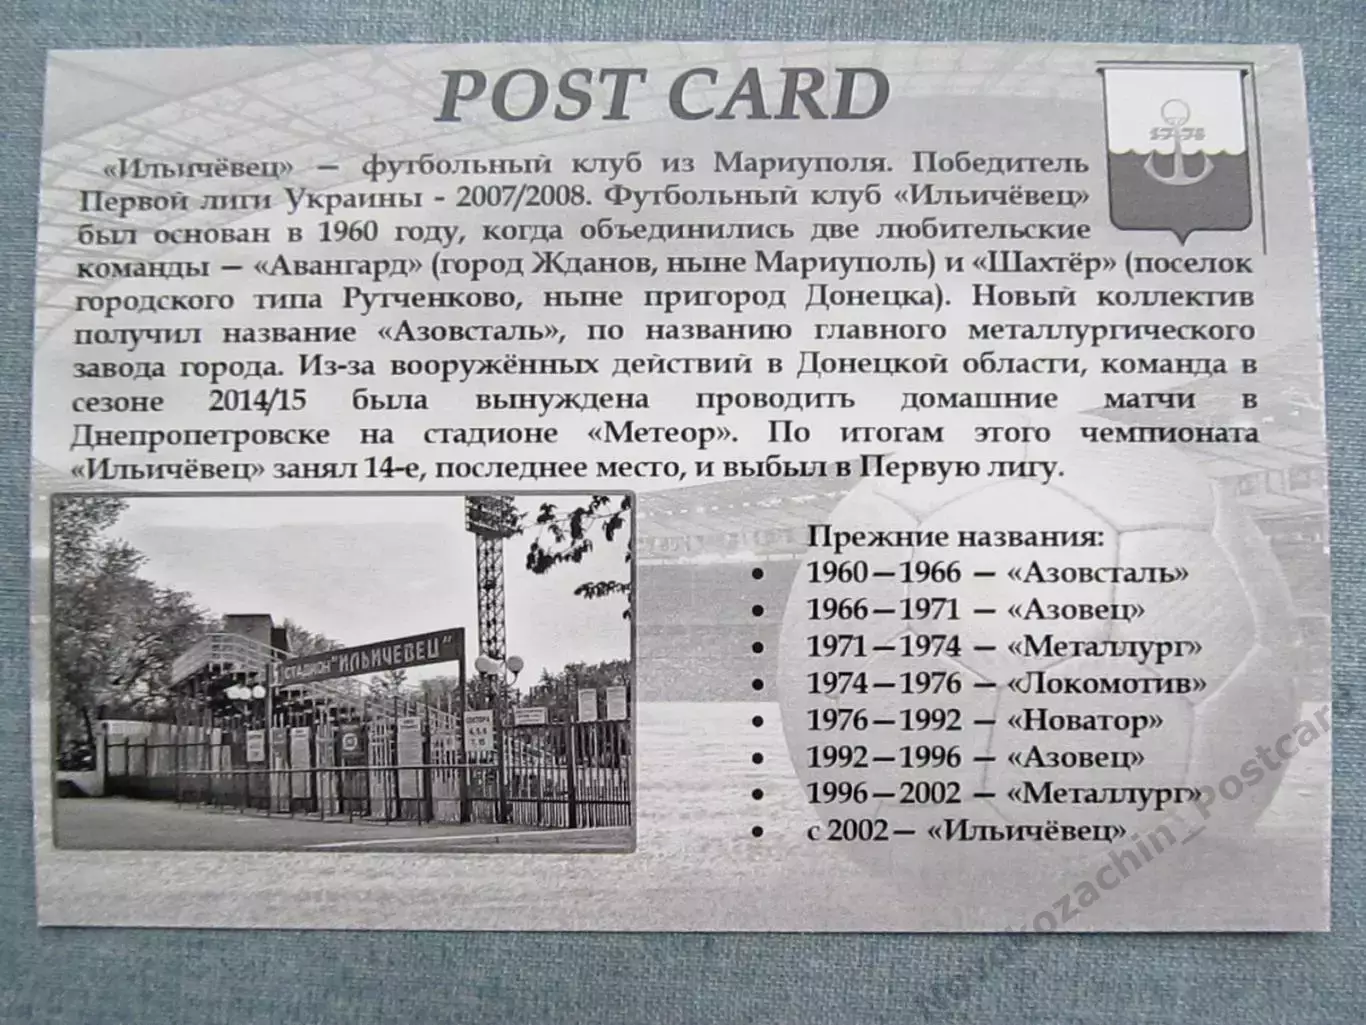 POST CARD
1778
«Ильичёвец» — футбольный клуб из Мариуполя. Победитель
Первой лиги Украины - 2007/2008. Футбольный клуб «Ильичёвец»
был основан в 1960 году, когда объединились две любительские
команды — «Авангард» (город Жданов, ныне Мариуполь) и «Шахтёр» (поселок
городского типа Рутченково, ныне пригород Донецка). Новый коллектив
получил название «Азовсталь», по названию главного металлургического
завода города. Из-за вооружённых действий в Донецкой области, команда в
сезоне 2014/15 была вынуждена проводить домашние матчи в
Днепропетровске на стадионе «Метеор». По итогам этого чемпионата
«Ильичёвец» занял 14-е, последнее место, и выбыл в Первую лигу.
СТАДИОН "ИЛЬИЧЕВЕЦ"
СЕКТОРА
Прежние названия:
• 1960—1966 — «Азовсталь»
• 1966—1971 — «Азовец»
• 1971—1974 — «Металлург»
• 1974—1976 — «Локомотив»
• 1976—1992 — «Новатор»
• 1992—1996 — «Азовец»
• 1996—2002 — «Металлург»
• с 2002— «Ильичёвец»